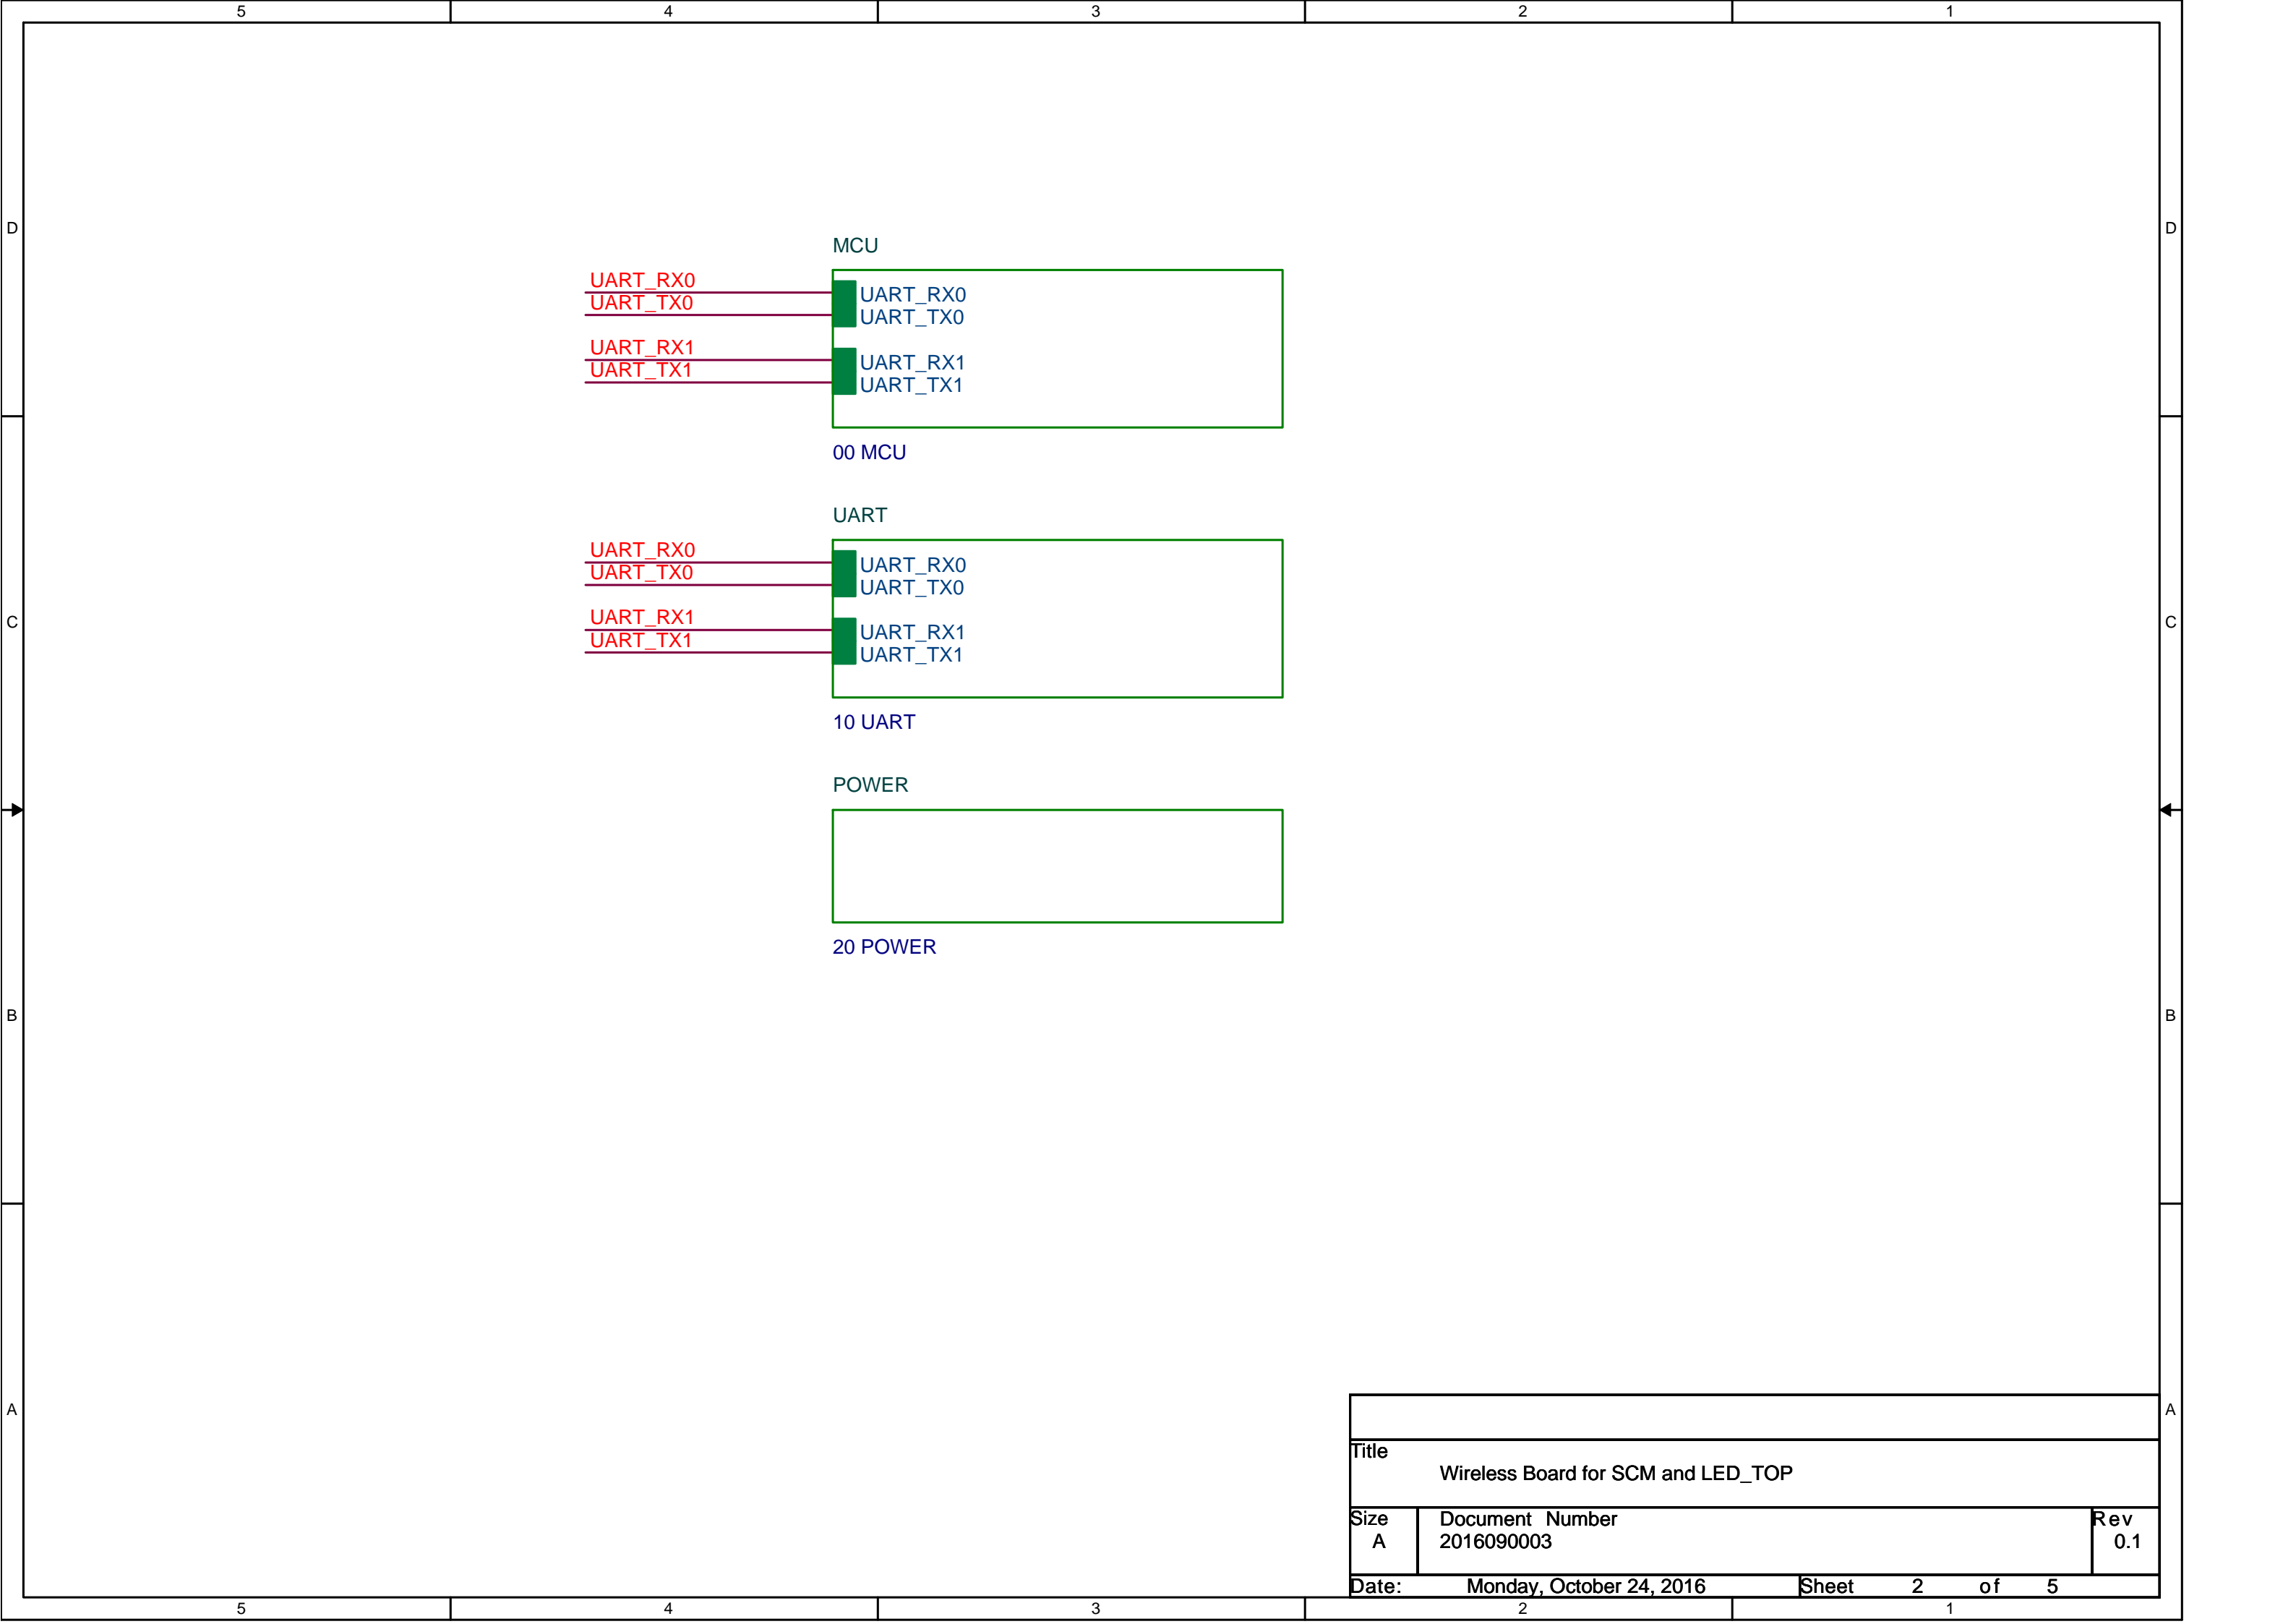 5 4 3 2 1
D D
MCU
UART_RX0 UART_RX0
UART_TX0 UART_TX0
UART_RX1 UART_RX1
UART_TX1 UART_TX1
00 MCU
UART
UART_RX0 UART_RX0
UART_TX0 UART_TX0
C C
UART_RX1 UART_RX1
UART_TX1 UART_TX1
10 UART
POWER
20 POWER
B B
A A
Title
Wireless Board for SCM and LED_TOP
Size Document Number Rev
A 2016090003 0.1
Date: Monday, October 24, 2016 Sheet 2 of 5
5 4 3 2 1